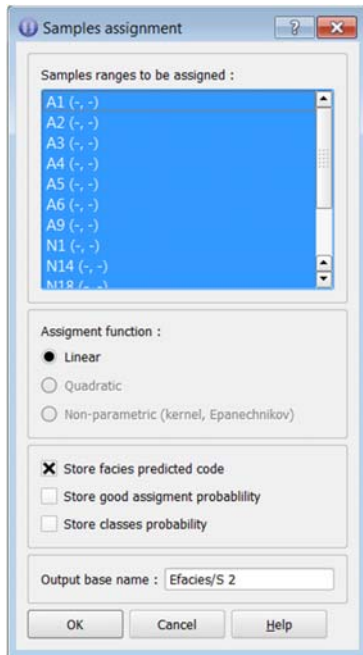 Samples assignment
Samples ranges to be assigned :
A1 (-, -)
A2 (-, -)
A3 (-, -)
A4 (-, -)
A5 (-, -)
A6 (-, -)
A9 (-, -)
N1 (-, -)
N14 (-, -)
N18 (-, -)
Assigment function :
Linear
Quadratic
Non-parametric (kernel, Epanechnikov)
Store facies predicted code
Store good assigment probablility
Store classes probability
Output base name : Efacies/S 2
OK Cancel Help